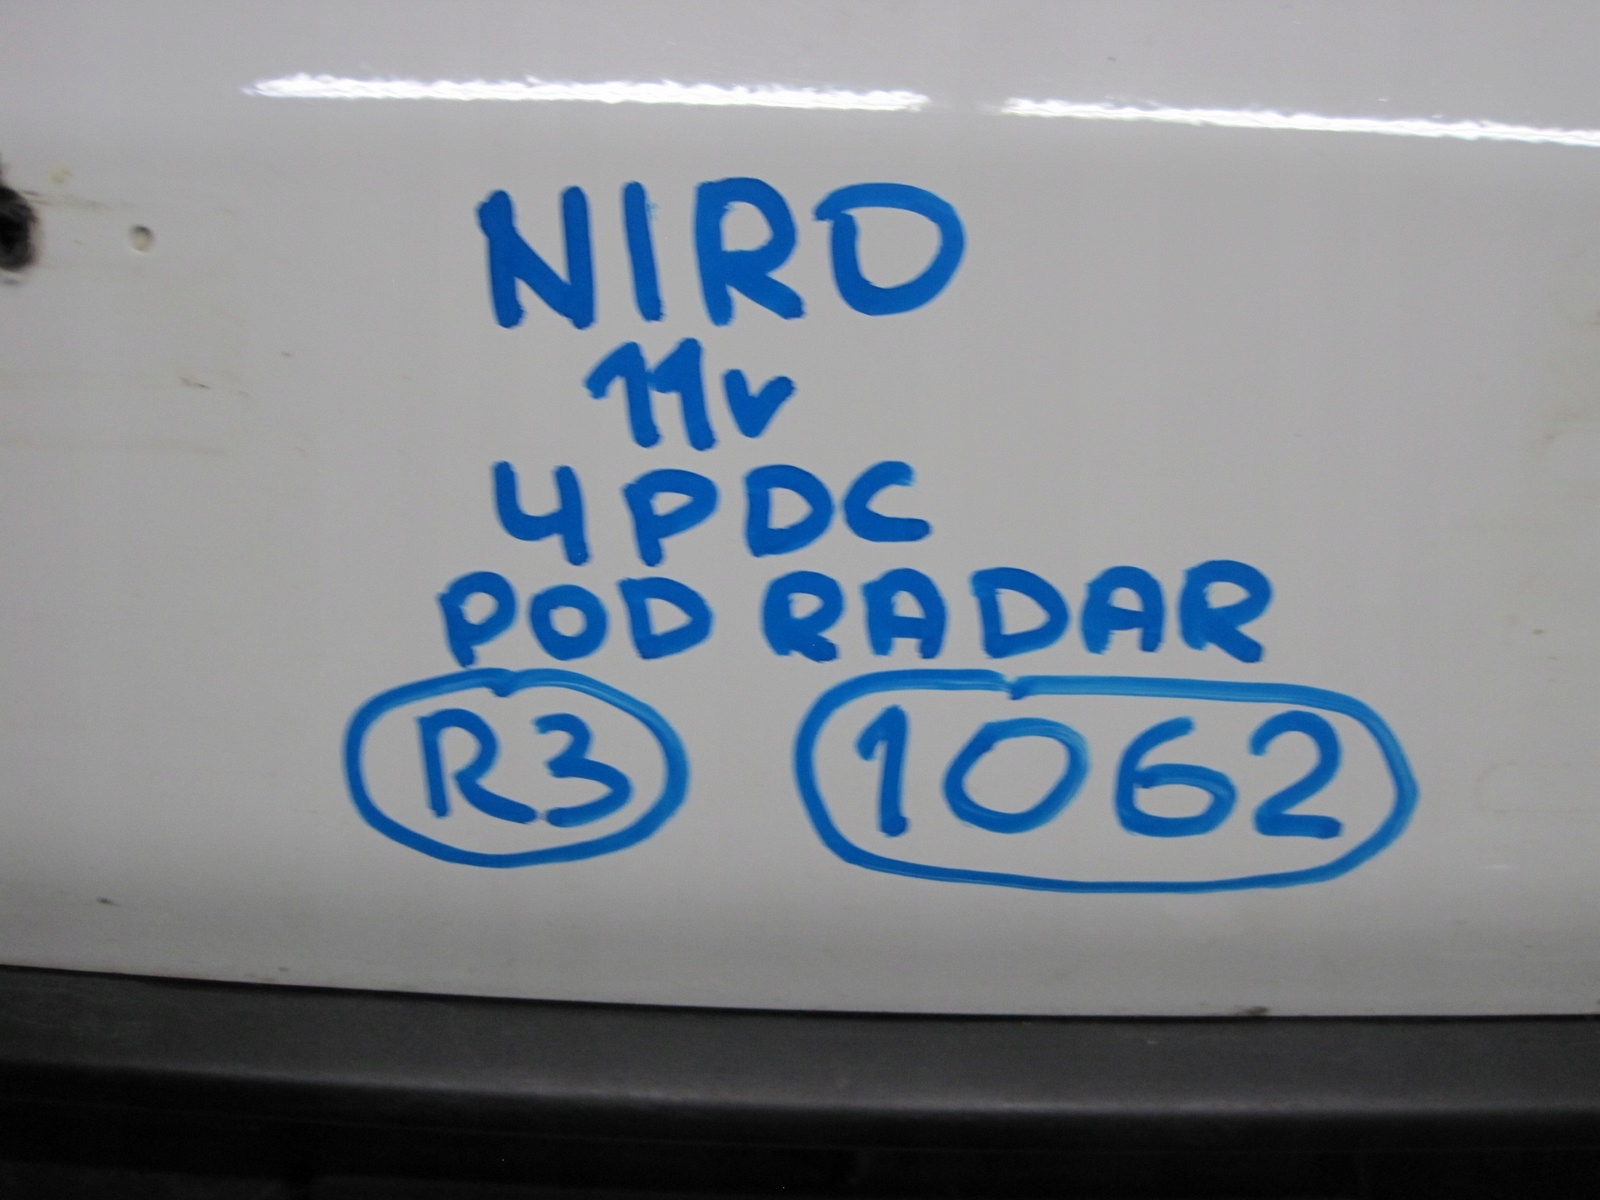 NIRO
11v
4PDC
POD RADAR
R3 1062